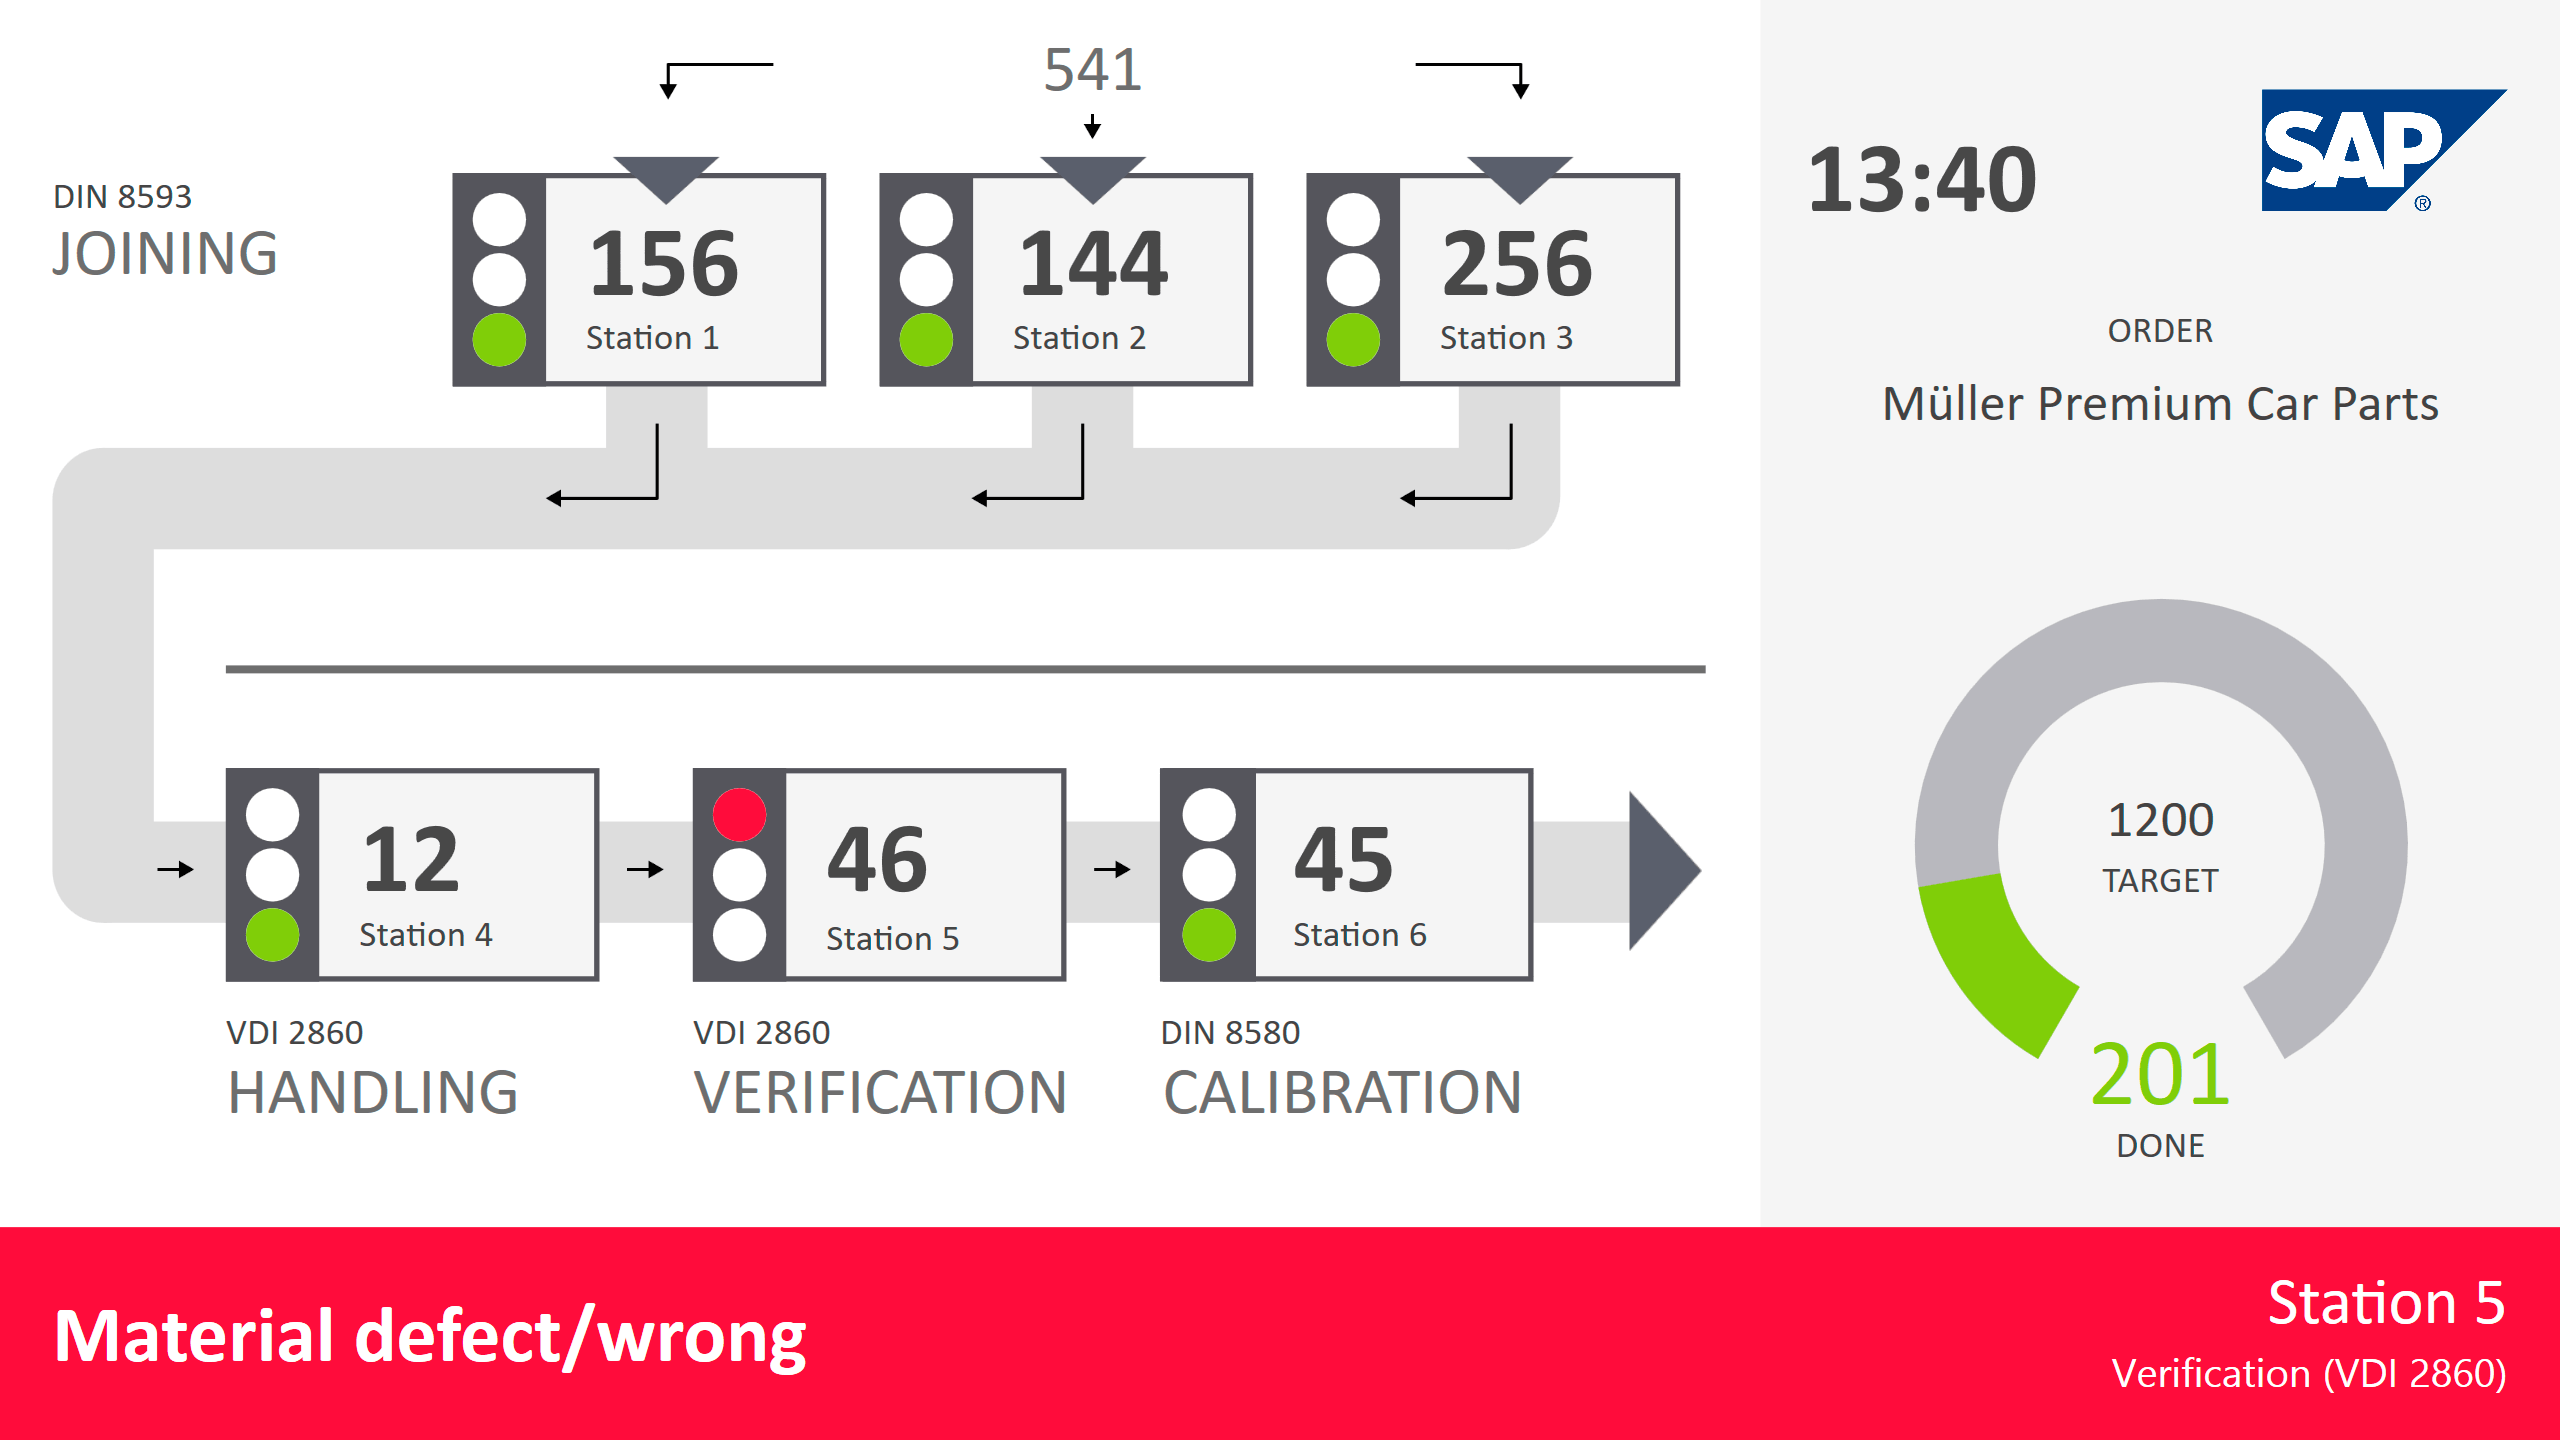 541
13:40
SAP
®
DIN 8593
JOINING
156
Station 1
144
Station 2
256
Station 3
ORDER
Müller Premium Car Parts
12
Station 4
46
Station 5
45
Station 6
1200
TARGET
201
DONE
VDI 2860
HANDLING
VDI 2860
VERIFICATION
DIN 8580
CALIBRATION
Material defect/wrong
Station 5
Verification (VDI 2860)